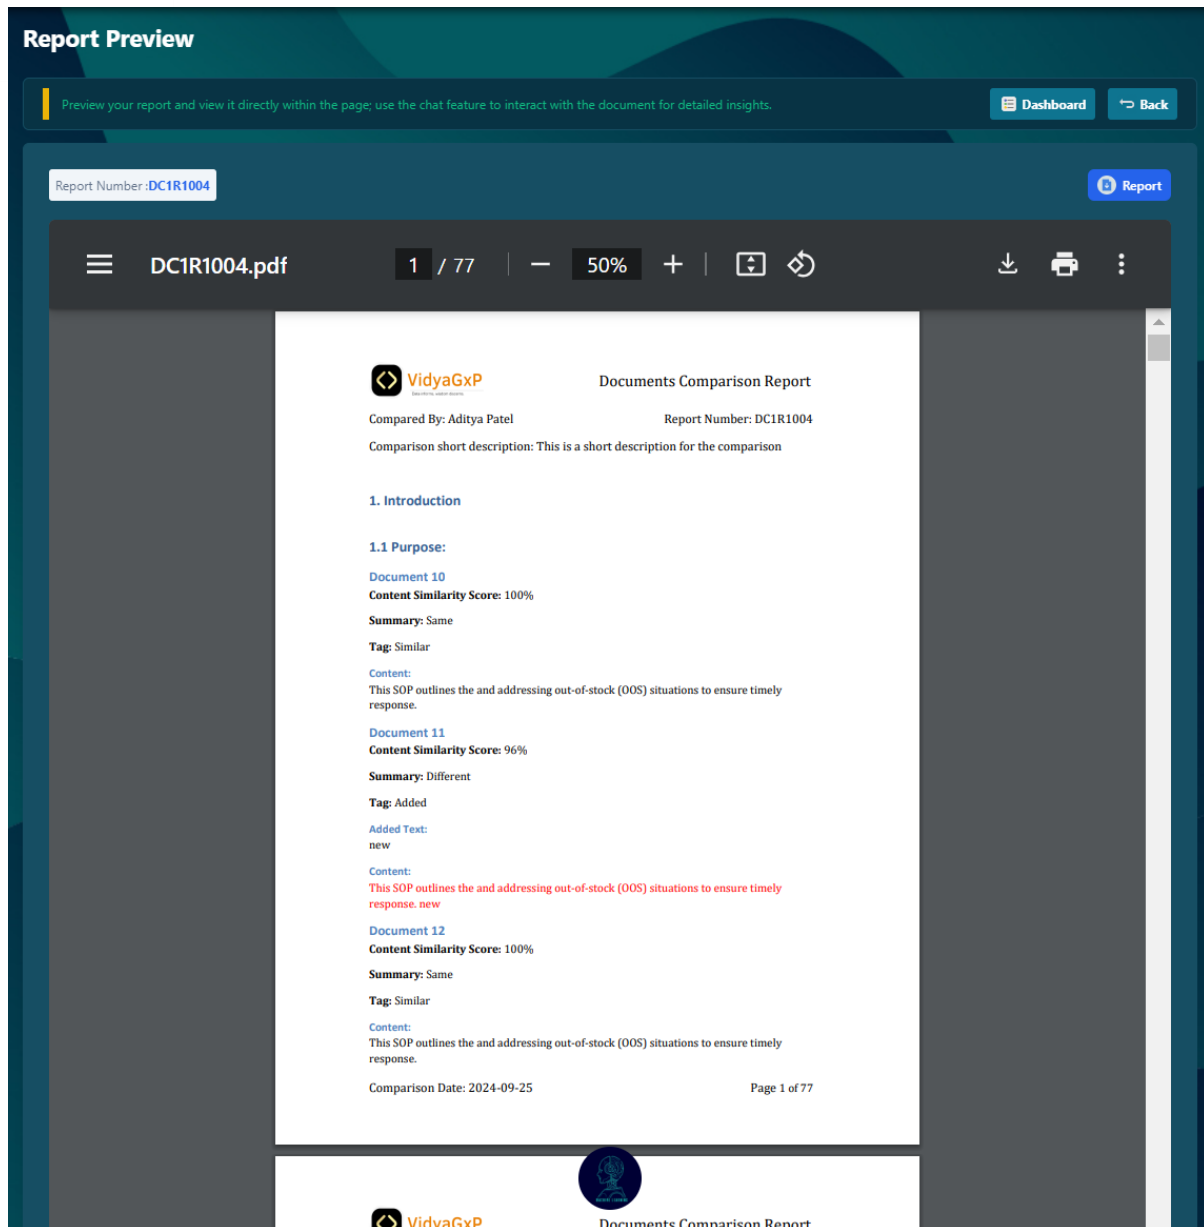 Report Preview
Preview your report and view it directly within the page; use the chat feature to interact with the document for detailed insights.
Dashboard
Back
Report Number :DC1R1004
Report
DC1R1004.pdf
1 / 77
50%
VidyaGxP
Documents Comparison Report
Compared By: Aditya Patel
Report Number: DC1R1004
Comparison short description: This is a short description for the comparison
1. Introduction
1.1 Purpose:
Document 10
Content Similarity Score: 100%
Summary: Same
Tag: Similar
Content:
This SOP outlines the and addressing out-of-stock (OOS) situations to ensure timely
response.
Document 11
Content Similarity Score: 96%
Summary: Different
Tag: Added
Added Text:
new
Content:
This SOP outlines the and addressing out-of-stock (OOS) situations to ensure timely
response. new
Document 12
Content Similarity Score: 100%
Summary: Same
Tag: Similar
Content:
This SOP outlines the and addressing out-of-stock (OOS) situations to ensure timely
response.
Comparison Date: 2024-09-25
Page 1 of 77
VidyaGxP
Documents Comparison Report